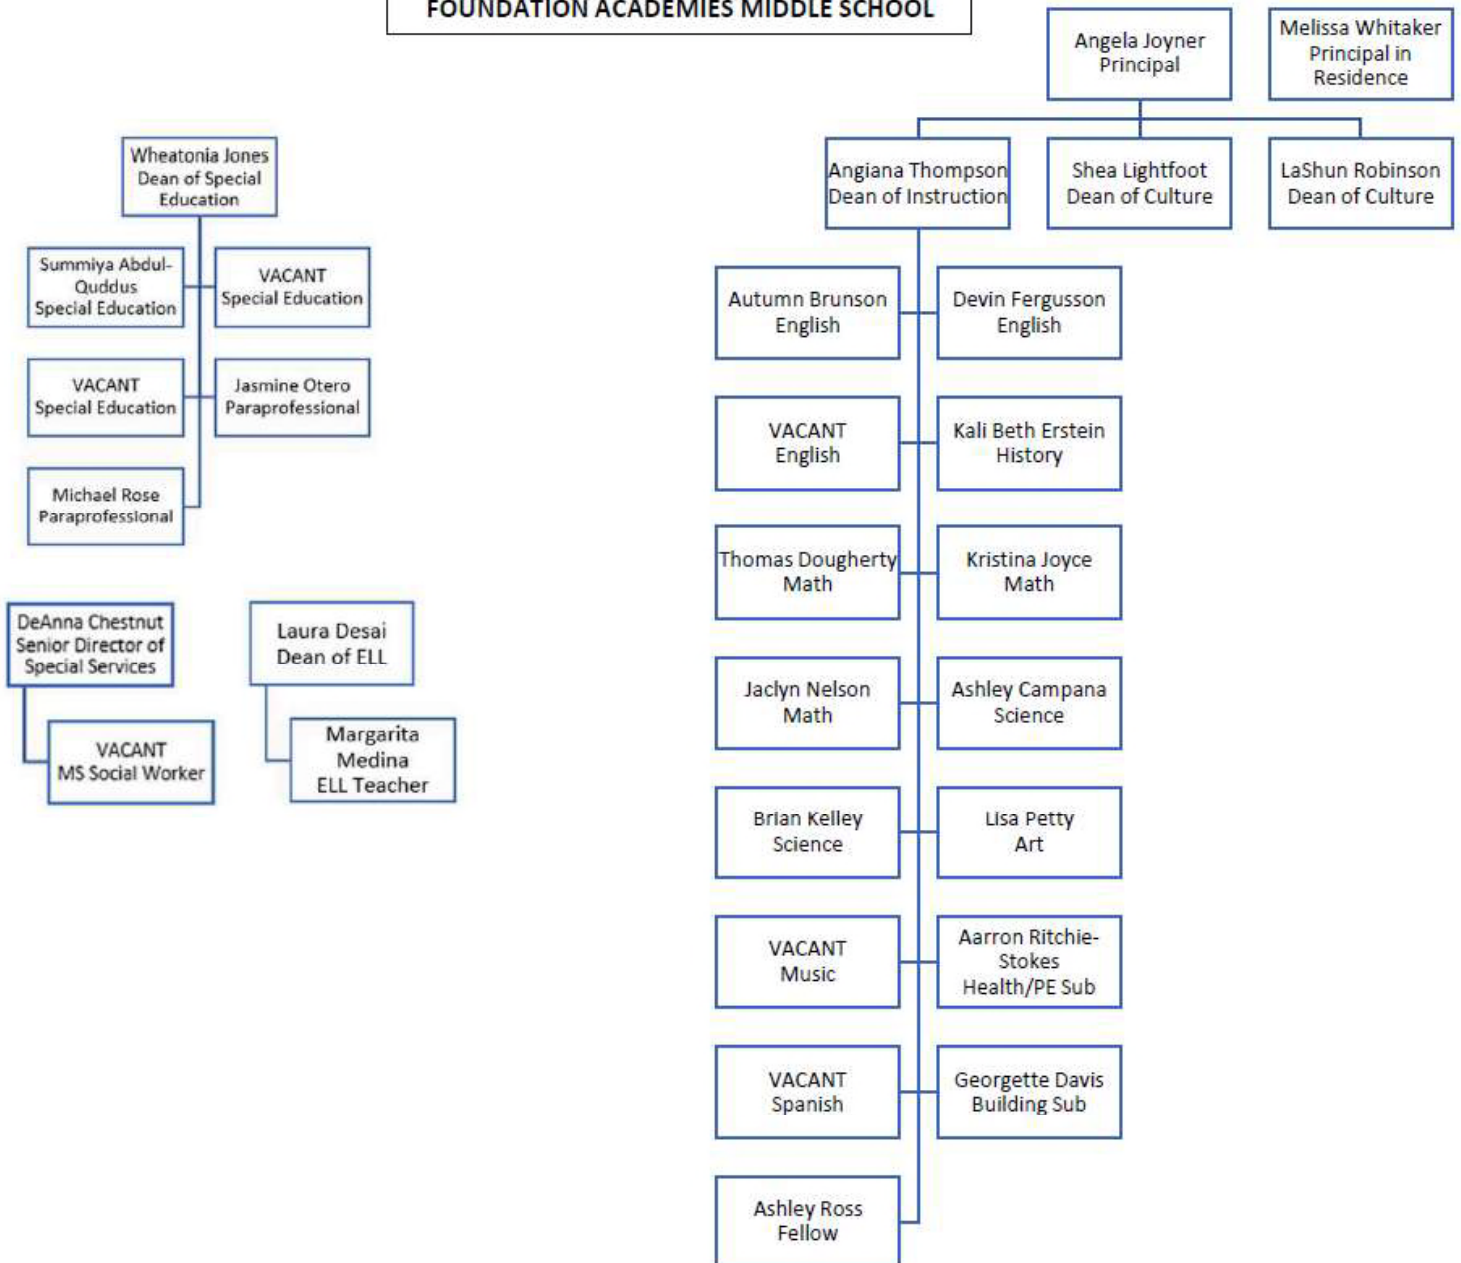 FOUNDATION ACADEMIES MIDDLE SCHOOL
Angela Joyner
Principal
Melissa Whitaker
Principal in
Residence
Wheatonia Jones
Dean of Special
Education
Angiana Thompson
Dean of Instruction
Shea Lightfoot
Dean of Culture
LaShun Robinson
Dean of Culture
Summiya Abdul-
Quddus
Special Education
VACANT
Special Education
VACANT
Special Education
Jasmine Otero
Paraprofessional
Michael Rose
Paraprofessional
DeAnna Chestnut
Senior Director of
Special Services
VACANT
MS Social Worker
Laura Desai
Dean of ELL
Margarita
Medina
ELL Teacher
Autumn Brunson
English
Devin Fergusson
English
VACANT
English
Kali Beth Erstein
History
Thomas Dougherty
Math
Kristina Joyce
Math
Jaclyn Nelson
Math
Ashley Campana
Science
Brian Kelley
Science
Lisa Petty
Art
VACANT
Music
Aarron Ritchie-
Stokes
Health/PE Sub
VACANT
Spanish
Georgette Davis
Building Sub
Ashley Ross
Fellow